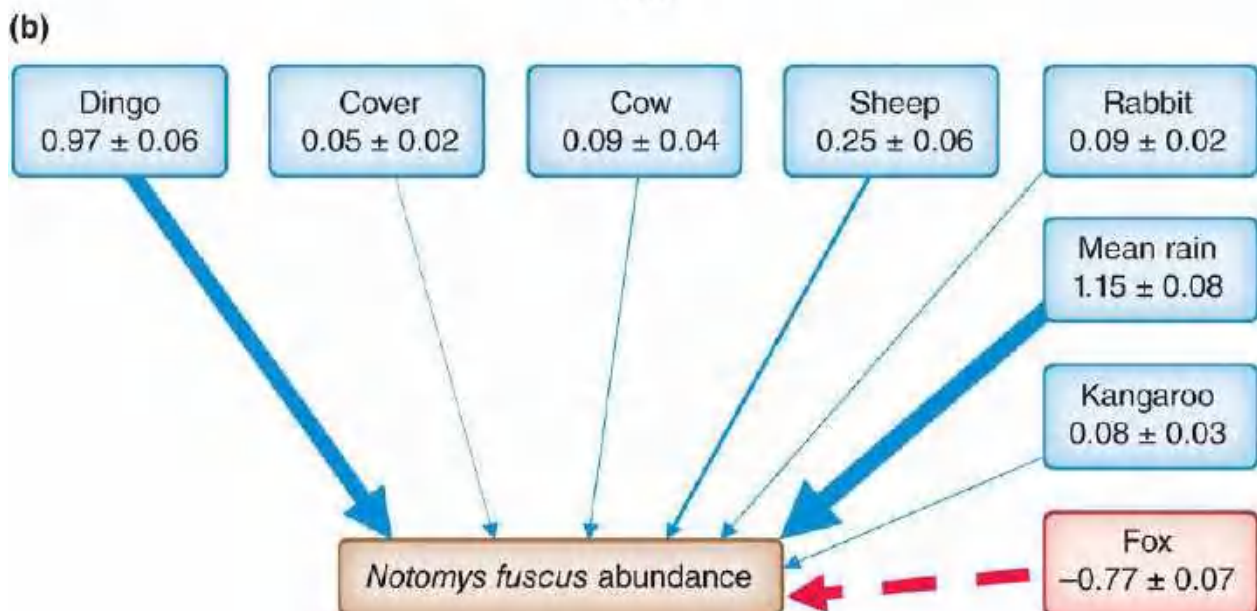 (b)
Dingo
0.97 ± 0.06
Cover
0.05 ± 0.02
Cow
0.09 ± 0.04
Sheep
0.25 ± 0.06
Rabbit
0.09 ± 0.02
Mean rain
1.15 ± 0.08
Kangaroo
0.08 ± 0.03
Fox
–0.77 ± 0.07
Notomys fuscus abundance